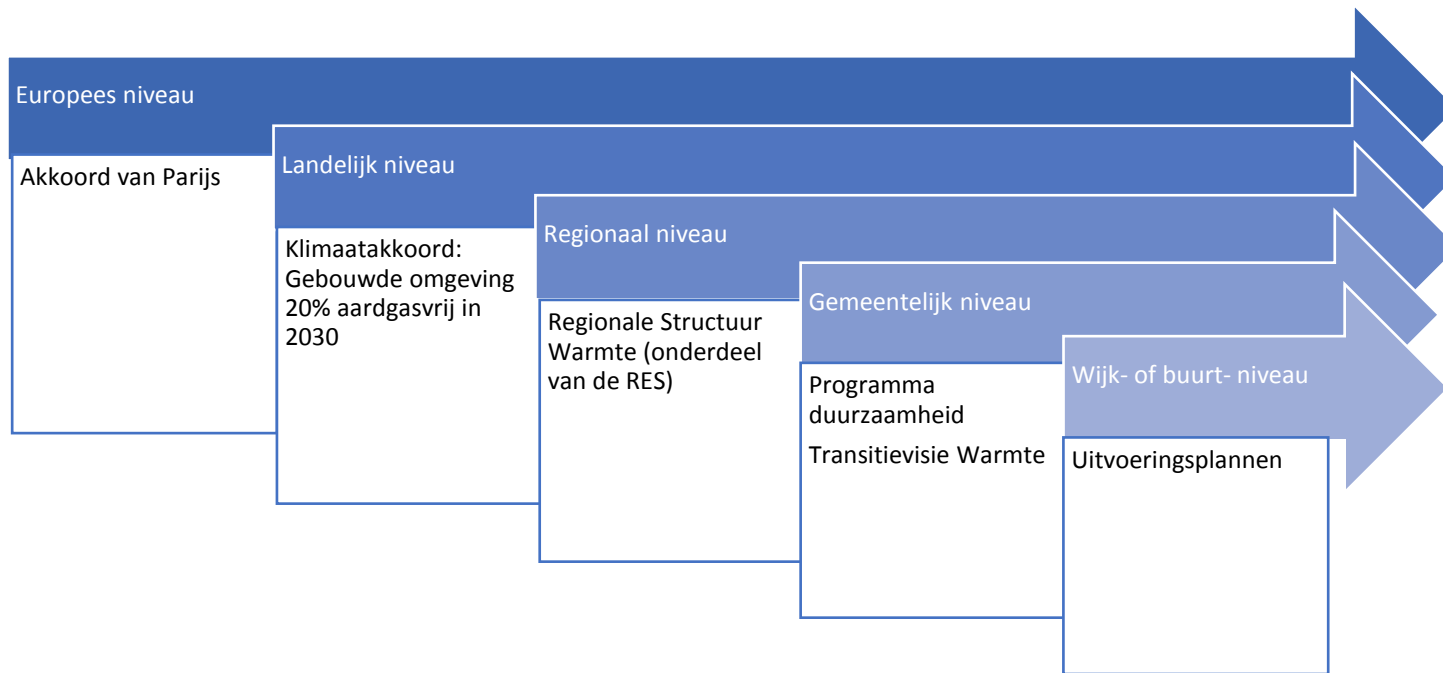 Europees niveau
Akkoord van Parijs
Landelijk niveau
Klimaatakkoord:
Gebouwde omgeving
20% aardgasvrij in
2030
Regionaal niveau
Regionale Structuur
Warmte (onderdeel
van de RES)
Gemeentelijk niveau
Programma
duurzaamheid
Transitievisie Warmte
Wijk- of buurt- niveau
Uitvoeringsplannen